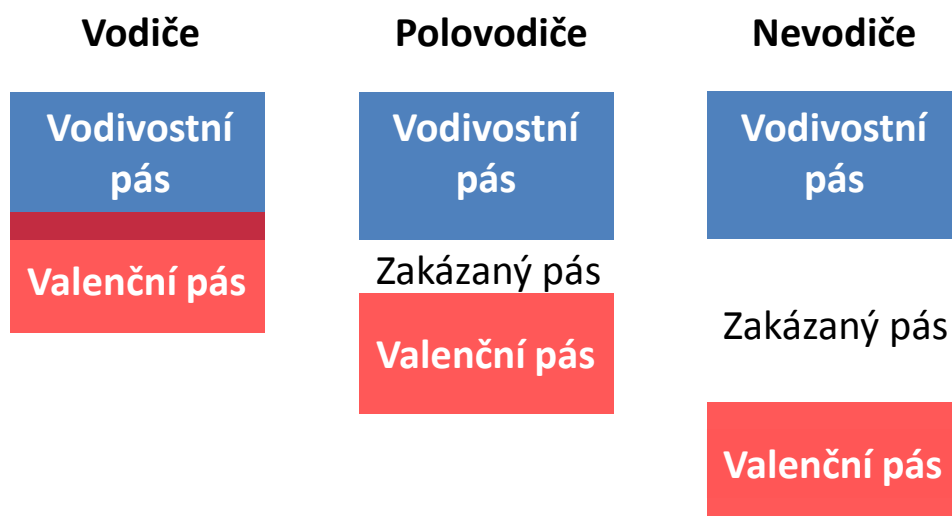 Vodiče
Vodivostní
pás
Valenční pás
Polovodiče
Vodivostní
pás
Zakázaný pás
Valenční pás
Nevodiče
Vodivostní
pás
Zakázaný pás
Valenční pás